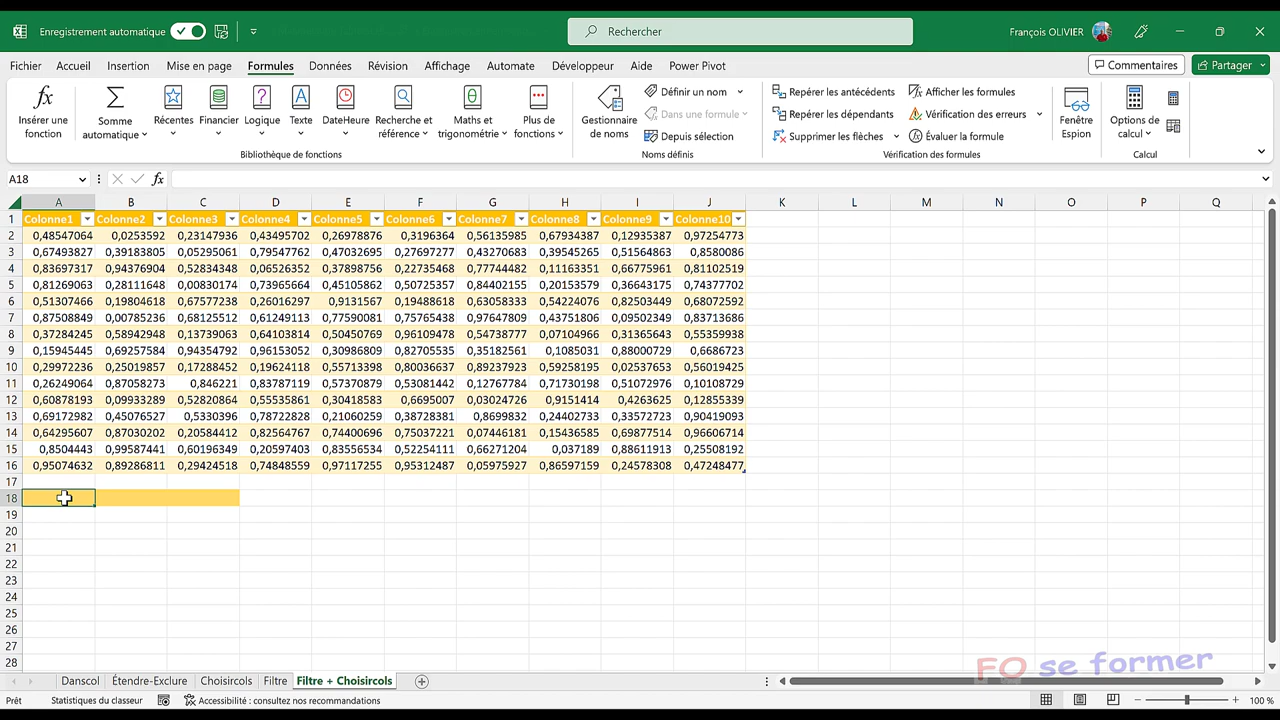 Enregistrement automatique
Rechercher
François OLIVIER
Fichier Accueil Insertion Mise en page Formules Données Révision Affichage Automate Développeur Aide Power Pivot Commentaires Partager
Insérer une fonction Somme automatique Récentes Financier Logique Texte DateHeure Recherche et référence Maths et trigonométrie Plus de fonctions
Bibliothèque de fonctions
Gestionnaire de noms Définir un nom
Dans une formule
Depuis sélection
Noms définis
Repérer les antécédents Afficher les formules
Repérer les dépendants Vérification des erreurs
Supprimer les flèches Évaluer la formule
Vérification des formules
Fenêtre Espion
Options de calcul
Calcul
A18 fx
A B C D E F G H I J K L M N O P Q
1 Colonne1 Colonne2 Colonne3 Colonne4 Colonne5 Colonne6 Colonne7 Colonne8 Colonne9 Colonne10
2 0,48547064 0,0253592 0,23147936 0,43495702 0,26978876 0,3196364 0,56135985 0,67934387 0,12935387 0,97254773
3 0,67493827 0,39183805 0,05295061 0,79547762 0,47032695 0,27697277 0,43270683 0,39545265 0,51564863 0,8580086
4 0,83697317 0,94376904 0,52834348 0,06526352 0,37898756 0,22735468 0,77744482 0,11163351 0,66775961 0,81102519
5 0,81269063 0,28111648 0,00830174 0,73965664 0,45105862 0,50725357 0,84402155 0,20153579 0,36643175 0,74377702
6 0,51307466 0,19804618 0,67577238 0,26016297 0,9131567 0,19488618 0,63058333 0,54224076 0,82503449 0,68072592
7 0,87508849 0,00785236 0,68125512 0,61249113 0,77590081 0,75765438 0,97647809 0,43751806 0,09502349 0,83713686
8 0,37284245 0,58942948 0,13739063 0,64103814 0,50450769 0,96109478 0,54738777 0,07104966 0,31365643 0,55359938
9 0,15945445 0,69257584 0,94354792 0,96153052 0,30986809 0,82705535 0,35182561 0,1085031 0,88000729 0,6686723
10 0,29972236 0,25019857 0,17288452 0,19624118 0,55713398 0,80036637 0,89237923 0,59258195 0,02537653 0,56019425
11 0,26249064 0,87058273 0,846221 0,83787119 0,57370879 0,53081442 0,12767784 0,71730198 0,51072976 0,10108729
12 0,60878193 0,09933289 0,52820864 0,55535861 0,30418583 0,6695007 0,03024726 0,9151414 0,4263625 0,12855339
13 0,69172982 0,45076527 0,5330396 0,78722828 0,21060259 0,38728381 0,8699832 0,24402733 0,33572723 0,90419093
14 0,64295607 0,87030202 0,20584412 0,82564767 0,74400696 0,75037221 0,07446181 0,15436585 0,69877514 0,96606714
15 0,8504443 0,99587441 0,60196349 0,20597403 0,83556534 0,52254111 0,66271204 0,037189 0,88611913 0,25508192
16 0,95074632 0,89286811 0,29424518 0,74848559 0,97117255 0,95312487 0,05975927 0,86597159 0,24578308 0,47248477
17
18
19
20
21
22
23
24
25
26
27
28
FO se former
Danscol Étendre-Exclure Choisircols Filtre Filtre + Choisircols
Prêt Statistiques du classeur Accessibilité : consultez nos recommandations 100 %